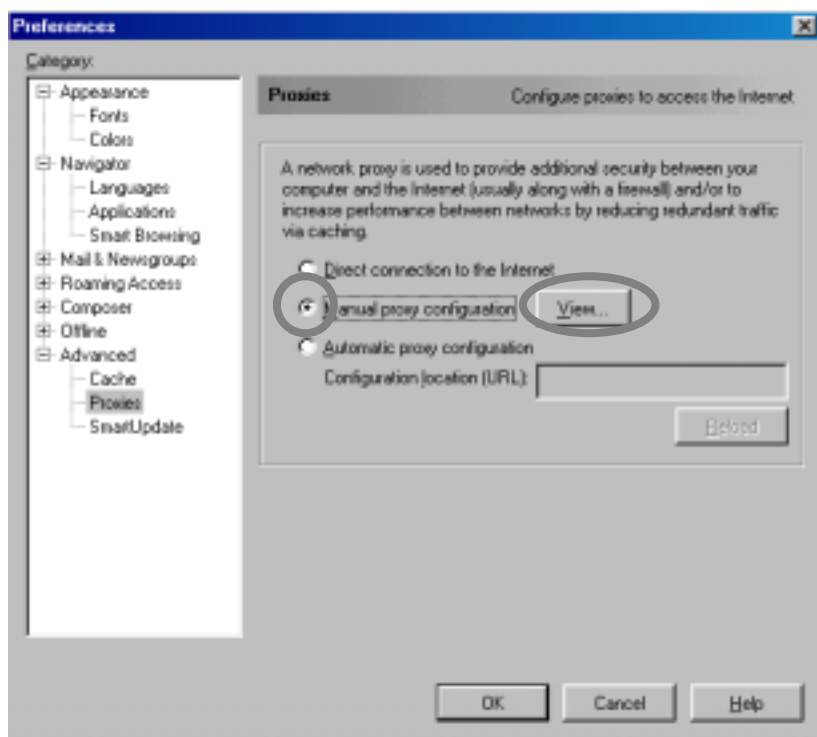 Preferences
Category:
Appearance
Fonts
Colors
Navigator
Languages
Applications
Smart Browsing
Mail & Newsgroups
Roaming Access
Composer
Offline
Advanced
Cache
Proxies
SmartUpdate
Proxies Configure proxies to access the Internet
A network proxy is used to provide additional security between your
computer and the Internet (usually along with a firewall) and/or to
increase performance between networks by reducing redundant traffic
via caching.
Direct connection to the Internet
Manual proxy configuration View...
Automatic proxy configuration
Configuration location (URL):
Reload
OK Cancel Help